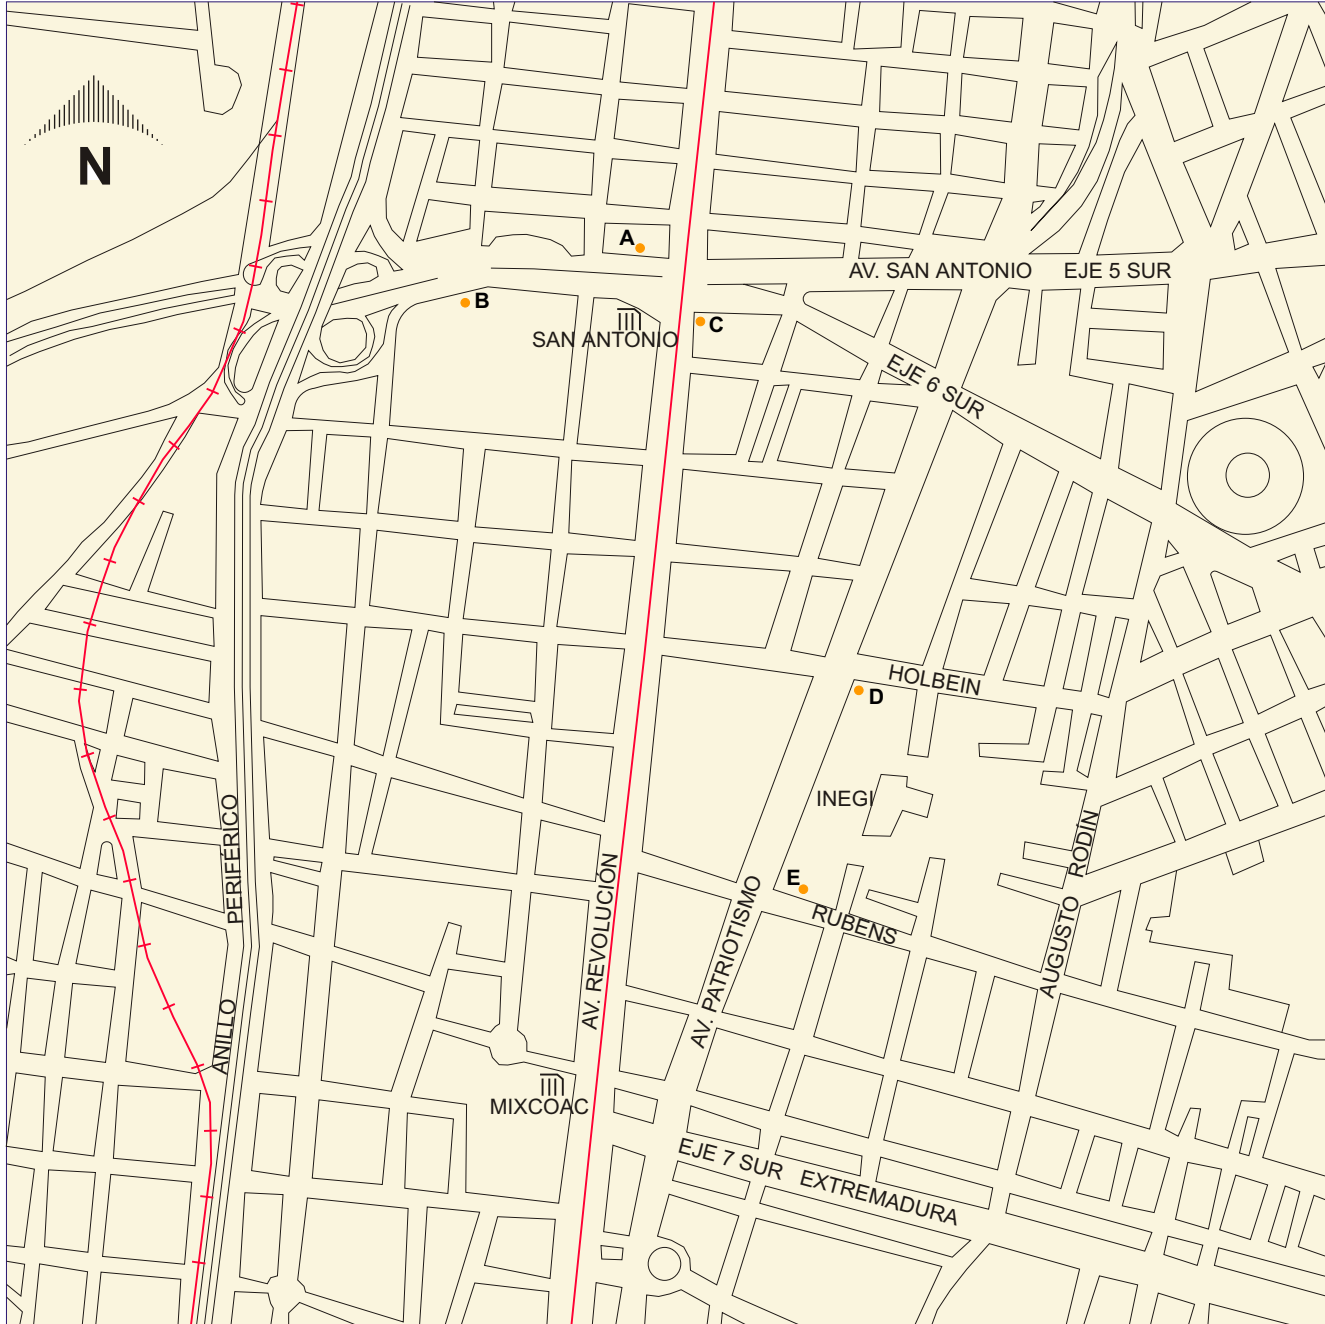 N
A
AV. SAN ANTONIO
EJE 5 SUR
B
C
SAN ANTONIO
EJE 6 SUR
HOLBEIN
D
INEGI
PERIFÉRICO
AUGUSTO RODÍN
E
RUBENS
AV. REVOLUCIÓN
AV. PATRIOTISMO
ANILLO
MIXCOAC
EJE 7 SUR EXTREMADURA